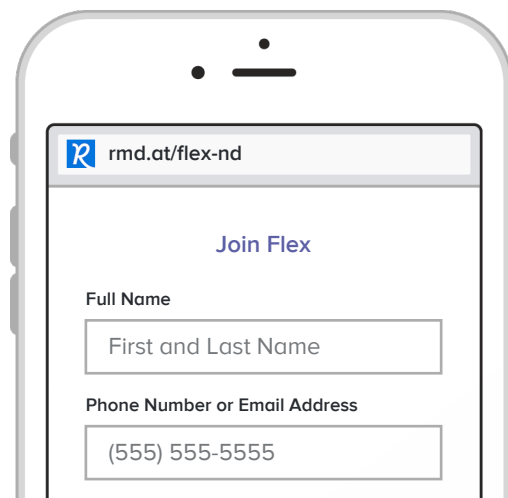 rmd.at/flex-nd
Join Flex
Full Name
First and Last Name
Phone Number or Email Address
(555) 555-5555